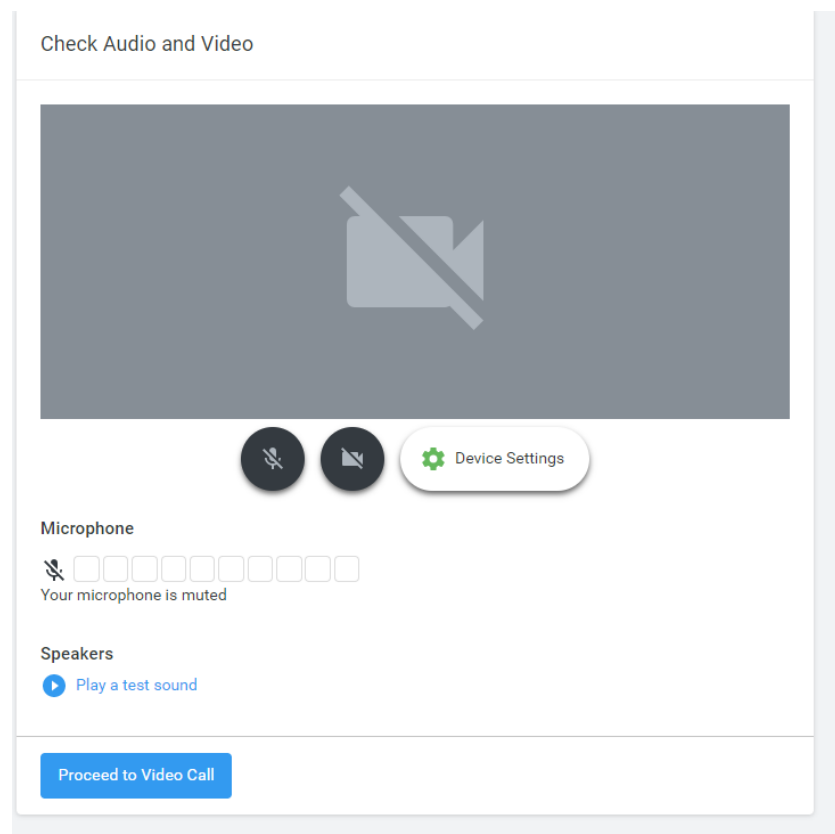 Check Audio and Video
Device Settings
Microphone
Your microphone is muted
Speakers
Play a test sound
Proceed to Video Call